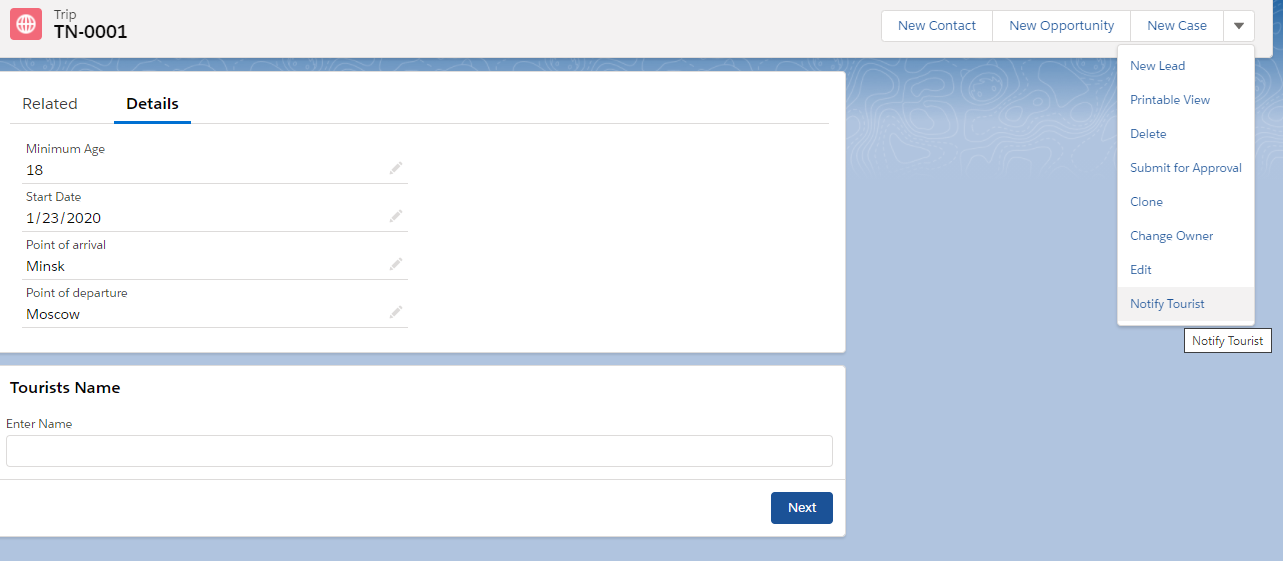 Trip
TN-0001
New Contact
New Opportunity
New Case
New Lead
Printable View
Delete
Submit for Approval
Clone
Change Owner
Edit
Notify Tourist
Notify Tourist
Related
Details
Minimum Age
18
Start Date
1/23/2020
Point of arrival
Minsk
Point of departure
Moscow
Tourists Name
Enter Name
Next